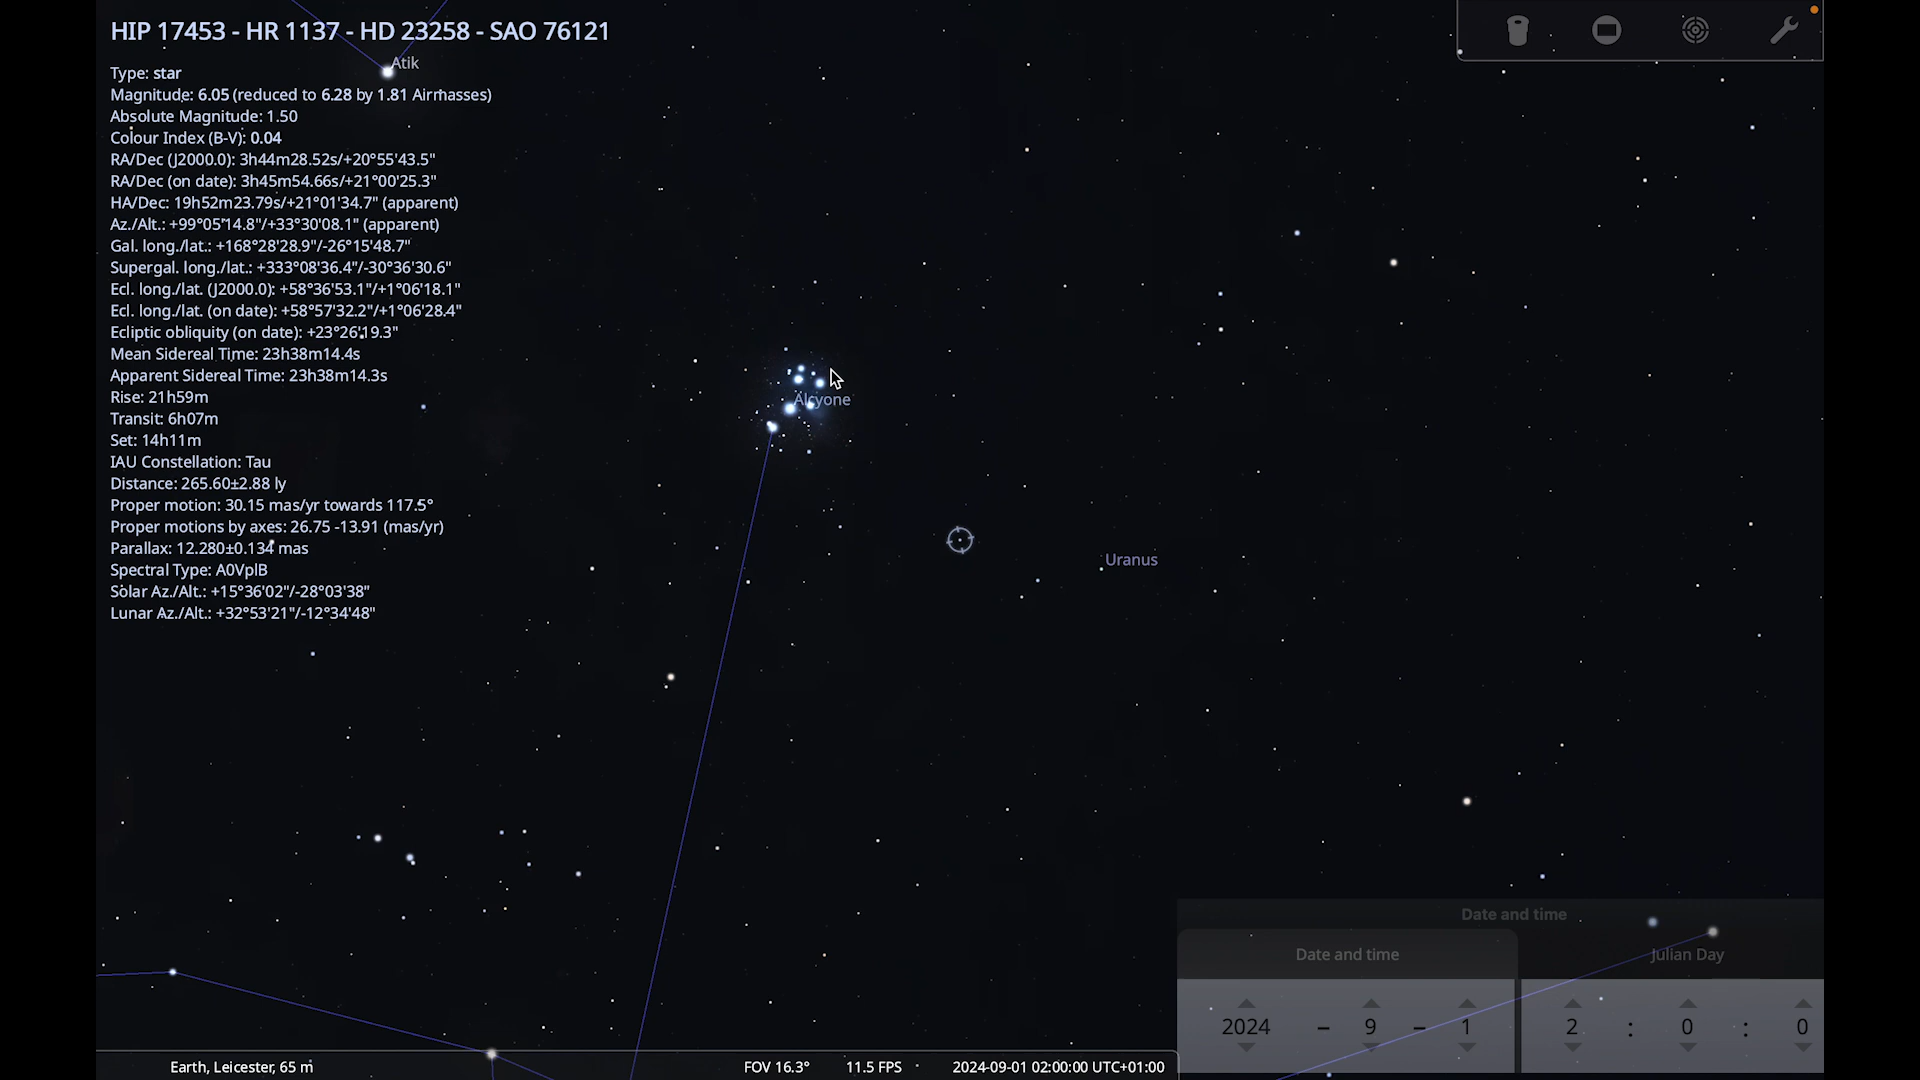 HIP 17453 - HR 1137 - HD 23258 - SAO 76121
Atik
Type: star
Magnitude: 6.05 (reduced to 6.28 by 1.81 Airmasses)
Absolute Magnitude: 1.50
Colour Index (B-V): 0.04
RA/Dec (J2000.0): 3h44m28.52s/+20°55'43.5"
RA/Dec (on date): 3h45m54.66s/+21°00'25.3"
HA/Dec: 19h52m23.79s/+21°01'34.7" (apparent)
Az./Alt.: +99°05'14.8"/+33°30'08.1" (apparent)
Gal. long./lat.: +168°28'28.9"/-26°15'48.7"
Supergal. long./lat.: +333°08'36.4"/-30°36'30.6"
Ecl. long./lat. (J2000.0): +58°36'53.1"/+1°06'18.1"
Ecl. long./lat. (on date): +58°57'32.2"/+1°06'28.4"
Ecliptic obliquity (on date): +23°26'19.3"
Mean Sidereal Time: 23h38m14.4s
Apparent Sidereal Time: 23h38m14.3s
Rise: 21h59m
Transit: 6h07m
Set: 14h11m
IAU Constellation: Tau
Distance: 265.60±2.88 ly
Proper motion: 30.15 mas/yr towards 117.5°
Proper motions by axes: 26.75 -13.91 (mas/yr)
Parallax: 12.280±0.134 mas
Spectral Type: A0VpIB
Solar Az./Alt.: +15°36'02"/-28°03'38"
Lunar Az./Alt.: +32°53'21"/-12°34'48"
Alcyone
Uranus
Date and time
Date and time Julian Day
2024 – 9 – 1 2 : 0 : 0
Earth, Leicester, 65 m FOV 16.3° 11.5 FPS 2024-09-01 02:00:00 UTC+01:00